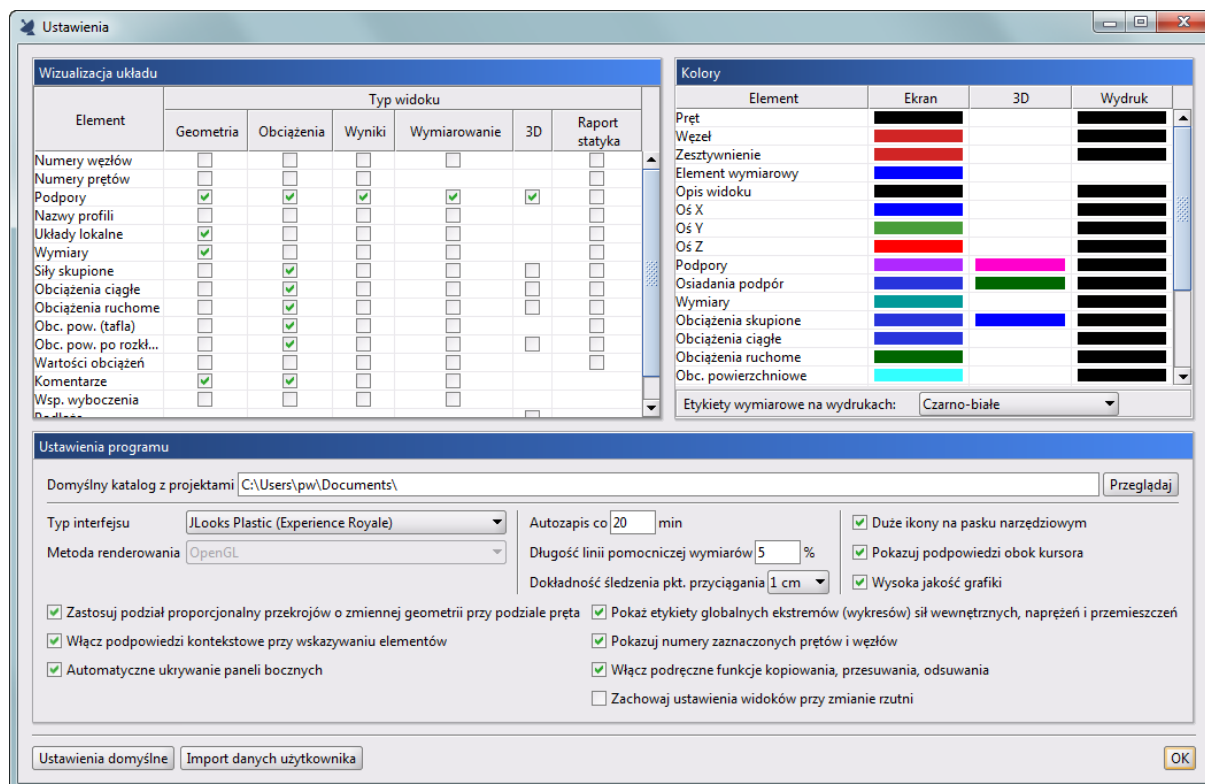 Ustawienia
Wizualizacja układu
Element
Typ widoku
Geometria Obciążenia Wyniki Wymiarowanie 3D Raport statyka
Numery węzłów
Numery prętów
Podpory
Nazwy profili
Układy lokalne
Wymiary
Siły skupione
Obciążenia ciągłe
Obciążenia ruchome
Obc. pow. (tafla)
Obc. pow. po rozkł...
Wartości obciążeń
Komentarze
Wsp. wyboczenia
Kolory
Element Ekran 3D Wydruk
Pręt
Węzeł
Zesztywnienie
Element wymiarowy
Opis widoku
Oś X
Oś Y
Oś Z
Podpory
Osiadania podpór
Wymiary
Obciążenia skupione
Obciążenia ciągłe
Obciążenia ruchome
Obc. powierzchniowe
Etykiety wymiarowe na wydrukach: Czarno-białe
Ustawienia programu
Domyślny katalog z projektami C:\Users\pw\Documents\ Przeglądaj
Typ interfejsu JLooks Plastic (Experience Royale)
Metoda renderowania OpenGL
Autozapis co 20 min
Długość linii pomocniczej wymiarów 5 %
Dokładność śledzenia pkt. przyciągania 1 cm
Duże ikony na pasku narzędziowym
Pokazuj podpowiedzi obok kursora
Wysoka jakość grafiki
Zastosuj podział proporcjonalny przekrojów o zmiennej geometrii przy podziale pręta
Włącz podpowiedzi kontekstowe przy wskazywaniu elementów
Automatyczne ukrywanie paneli bocznych
Pokaż etykiety globalnych ekstremów (wykresów) sił wewnętrznych, naprężeń i przemieszczeń
Pokazuj numery zaznaczonych prętów i węzłów
Włącz podręczne funkcje kopiowania, przesuwania, odsuwania
Zachowaj ustawienia widoków przy zmianie rzutni
Ustawienia domyślne Import danych użytkownika OK